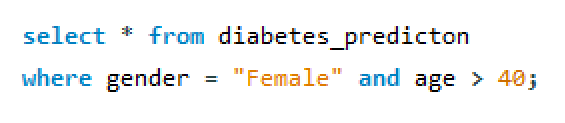 select * from diabetes_predicton
where gender = "Female" and age > 40;